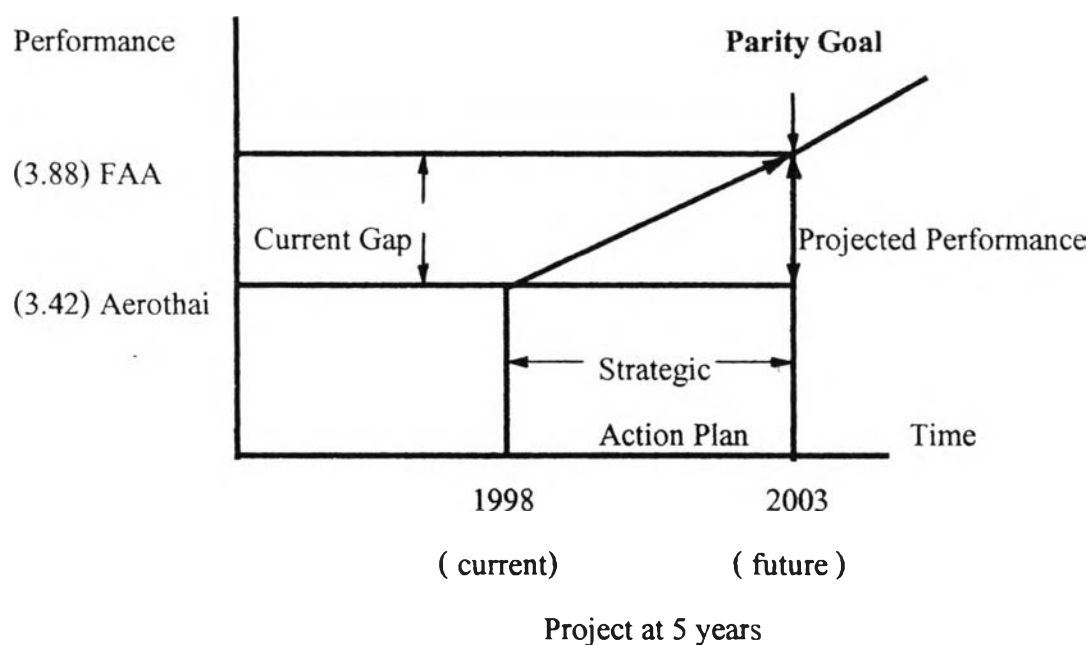 Performance
Parity Goal
(3.88) FAA
Current Gap
Projected Performance
(3.42) Aerothai
Strategic
Action Plan
Time
1998
2003
( current)
( future )
Project at 5 years